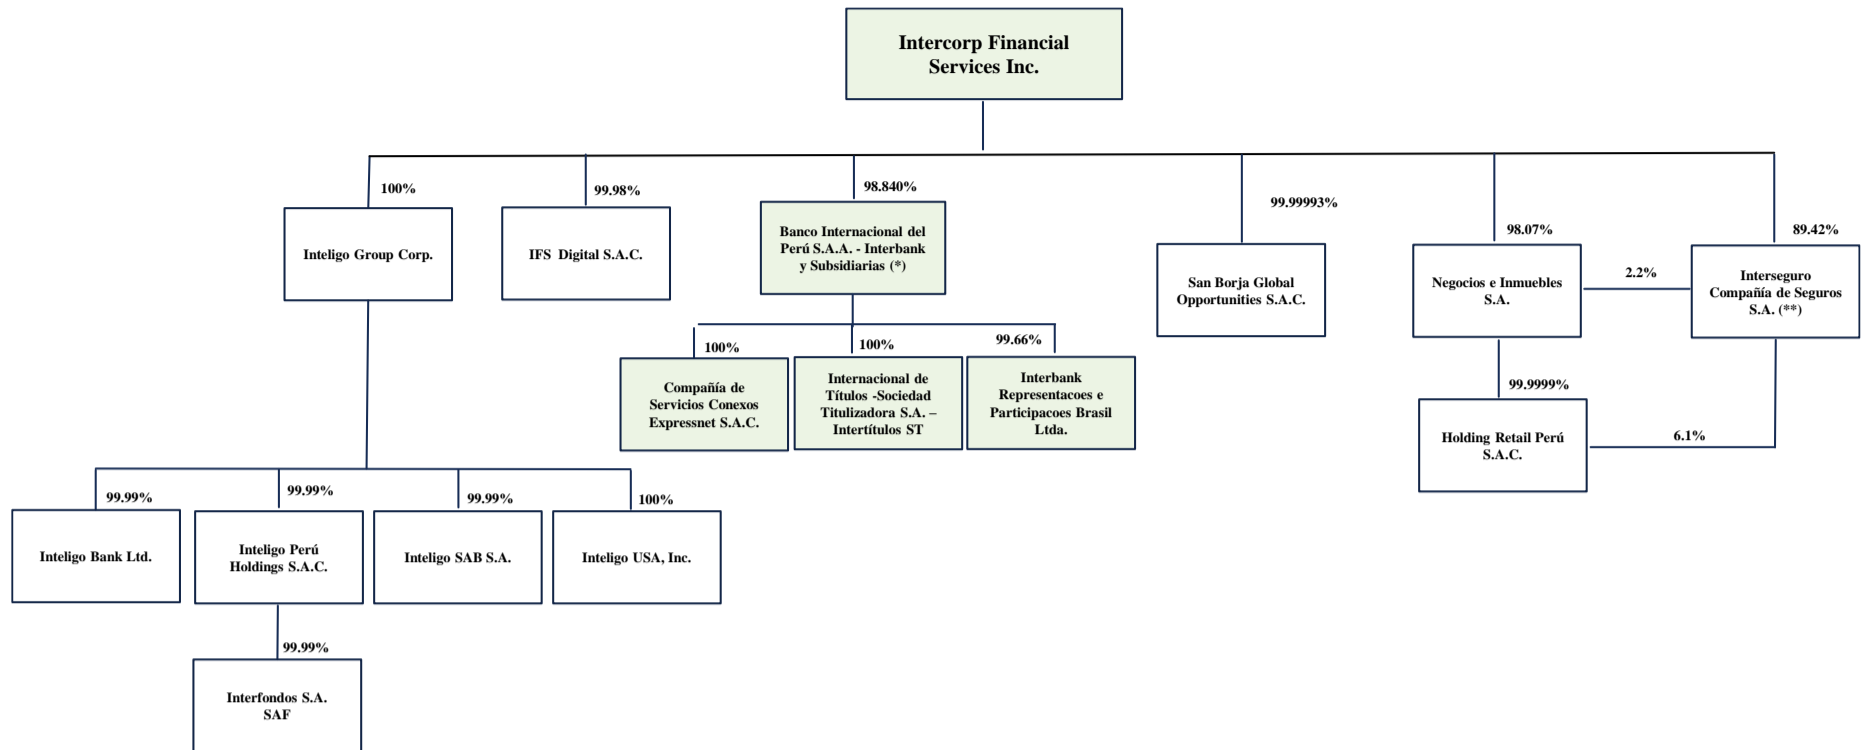 Intercorp Financial
Services Inc.
100%
99.98%
98.840%
99.99993%
98.07%
89.42%
Inteligo Group Corp.
IFS Digital S.A.C.
Banco Internacional del
Perú S.A.A. - Interbank
y Subsidiarias (*)
San Borja Global
Opportunities S.A.C.
Negocios e Inmuebles
S.A.
2.2%
Interseguro
Compañía de Seguros
S.A. (**)
100%
100%
99.66%
Compañía de
Servicios Conexos
Expressnet S.A.C.
Internacional de
Títulos -Sociedad
Titulizadora S.A. –
Intertítulos ST
Interbank
Representacoes e
Participacoes Brasil
Ltda.
99.9999%
Holding Retail Perú
S.A.C.
6.1%
99.99%
99.99%
99.99%
100%
Inteligo Bank Ltd.
Inteligo Perú
Holdings S.A.C.
Inteligo SAB S.A.
Inteligo USA, Inc.
99.99%
Interfondos S.A.
SAF